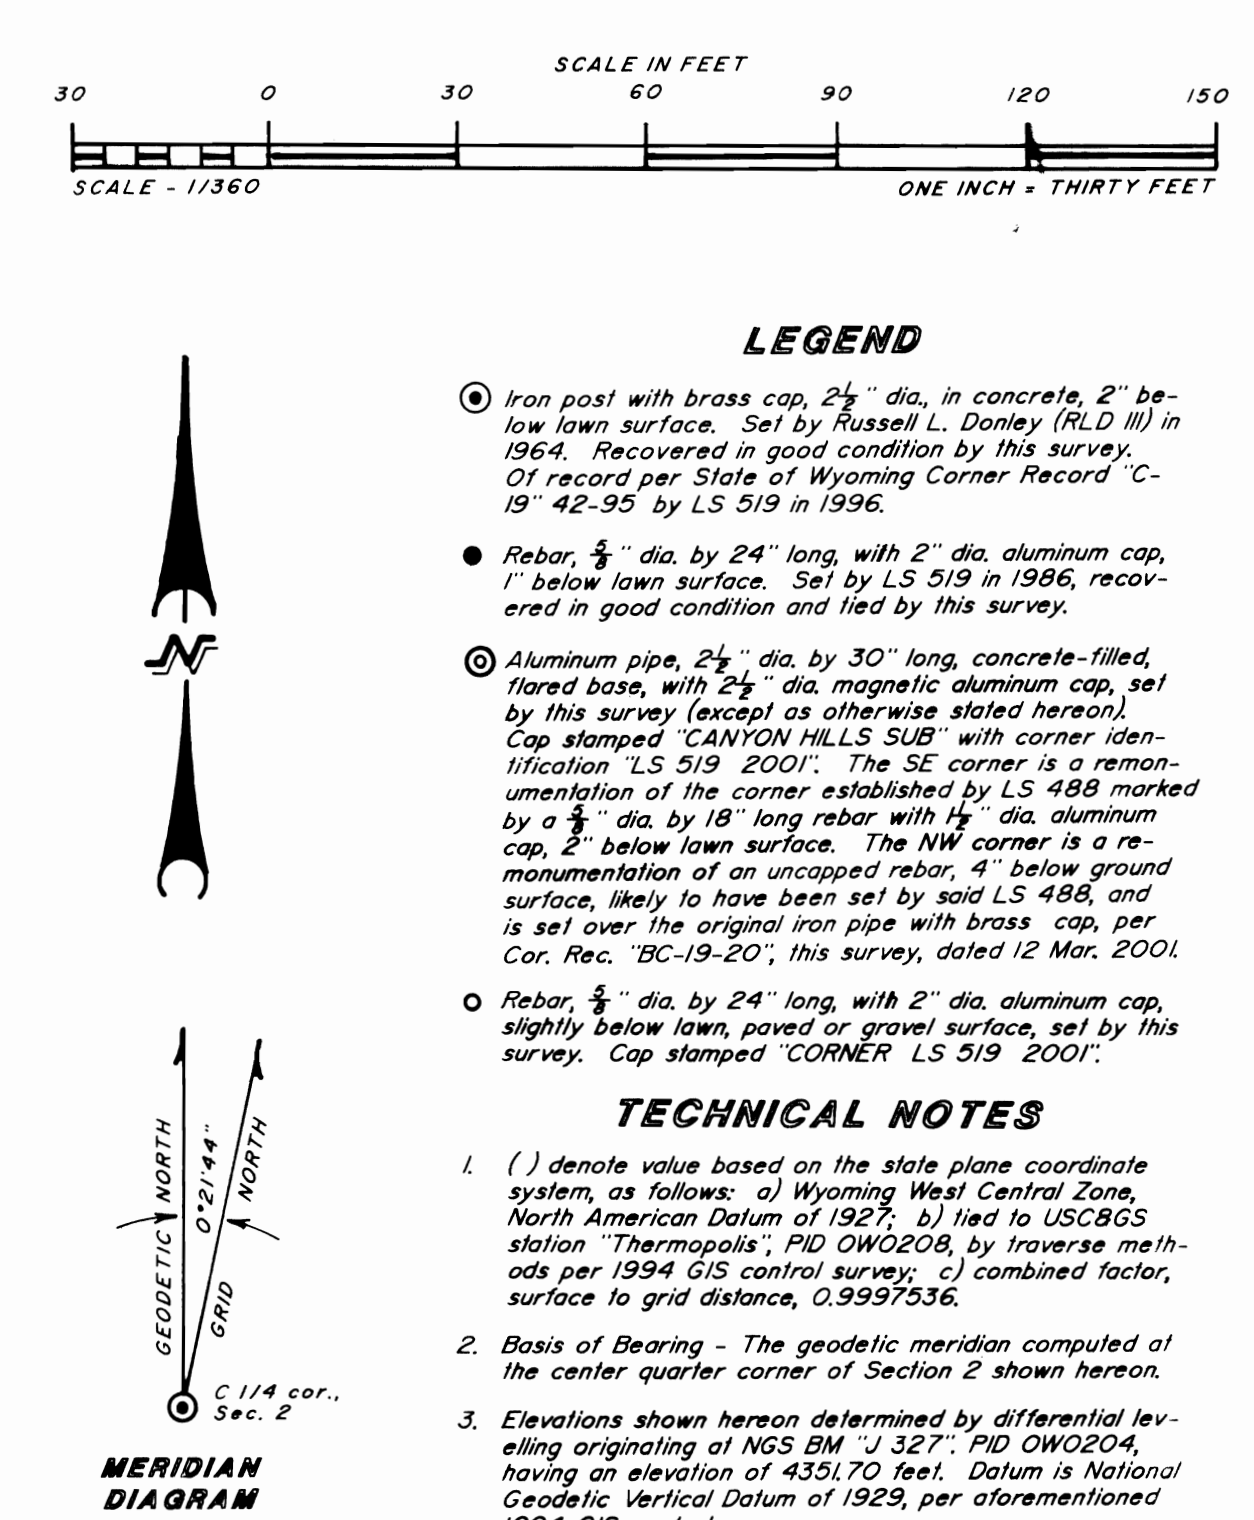 SCALE IN FEET
30 0 30 60 90 120 150
SCALE - 1/360 ONE INCH = THIRTY FEET
LEGEND
Iron post with brass cap, 2½" dia., in concrete, 2" be-
low lawn surface. Set by Russell L. Donley (RLD III) in
1964. Recovered in good condition by this survey.
Of record per State of Wyoming Corner Record "C-
19" 42-95 by LS 519 in 1996.
Rebar, ⅝" dia. by 24" long, with 2" dia. aluminum cap,
1" below lawn surface. Set by LS 519 in 1986, recov-
ered in good condition and tied by this survey.
N
Aluminum pipe, 2½" dia. by 30" long, concrete-filled,
flared base, with 2½" dia. magnetic aluminum cap, set
by this survey (except as otherwise stated hereon).
Cap stamped "CANYON HILLS SUB" with corner iden-
tification "LS 519 2001". The SE corner is a remon-
umentation of the corner established by LS 488 marked
by a ⅝" dia. by 18" long rebar with 1½" dia. aluminum
cap, 2" below lawn surface. The NW corner is a re-
monumentation of an uncapped rebar, 4" below ground
surface, likely to have been set by said LS 488, and
is set over the original iron pipe with brass cap, per
Cor. Rec. "BC-19-20", this survey, dated 12 Mar. 2001.
Rebar, ⅝" dia. by 24" long, with 2" dia. aluminum cap,
slightly below lawn, paved or gravel surface, set by this
survey. Cap stamped "CORNER LS 519 2001".
TECHNICAL NOTES
1. ( ) denote value based on the state plane coordinate
system, as follows: a) Wyoming West Central Zone,
North American Datum of 1927; b) tied to USC&GS
station "Thermopolis", PID OW0208, by traverse meth-
ods per 1994 GIS control survey; c) combined factor,
surface to grid distance, 0.9997536.
2. Basis of Bearing - The geodetic meridian computed at
the center quarter corner of Section 2 shown hereon.
3. Elevations shown hereon determined by differential lev-
elling originating at NGS BM "J 327". PID OW0204,
having an elevation of 4351.70 feet. Datum is National
Geodetic Vertical Datum of 1929, per aforementioned
GEODETIC NORTH
0°21'44"
GRID NORTH
C 1/4 cor.,
Sec. 2
MERIDIAN
DIAGRAM